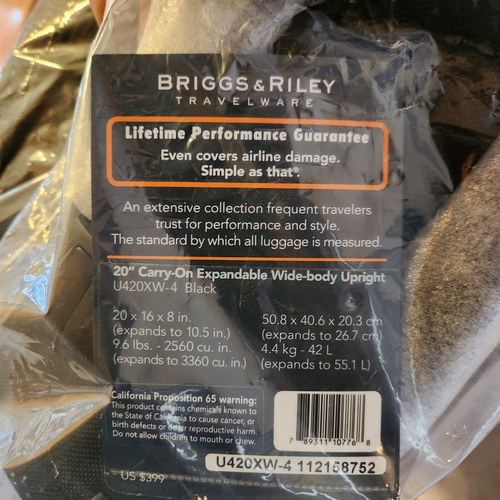 BRIGGS & RILEY
TRAVELWARE
Lifetime Performance Guarantee
Even covers airline damage.
Simple as that®.
An extensive collection frequent travelers
trust for performance and style.
The standard by which all luggage is measured.
20" Carry-On Expandable Wide-body Upright
U420XW-4 Black
20 x 16 x 8 in.
(expands to 10.5 in.)
9.6 lbs. - 2560 cu. in.
(expands to 3360 cu. in.)
50.8 x 40.6 x 20.3 cm
(expands to 26.7 cm)
4.4 kg - 42 L
(expands to 55.1 L)
California Proposition 65 warning:
This product contains chemicals known to
the State of California to cause cancer, or
birth defects or other reproductive harm.
Do not allow children to mouth or chew.
7 89311 10776 8
U420XW-4 112158752
US $399